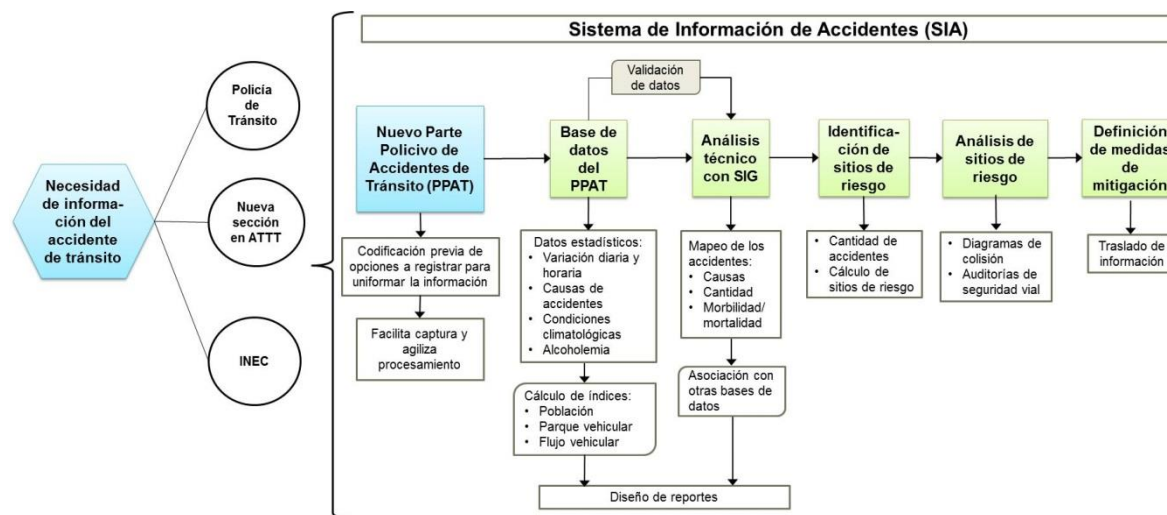 Sistema de Información de Accidentes (SIA)
Necesidad
de informa-
ción del
accidente
de tránsito
Policía
de
Tránsito
Nueva
sección
en ATTT
INEC
Validación
de datos
Nuevo Parte
Policivo de
Accidentes de
Tránsito (PPAT)
Codificación previa de
opciones a registrar para
uniformar la información
Facilita captura y
agiliza procesamiento
Base de
datos del
PPAT
Datos estadísticos:
• Variación diaria y
horaria
• Causas de
accidentes
• Condiciones
climatológicas
• Alcoholemia
Cálculo de índices:
• Población
• Parque vehicular
• Flujo vehicular
Análisis
técnico
con SIG
Mapeo de los
accidentes:
• Causas
• Cantidad
• Morbilidad/
mortalidad
Asociación con
otras bases de
datos
Diseño de reportes
Identifica-
ción de
sitios de
riesgo
• Cantidad de
accidentes
• Cálculo de
sitios de riesgo
Análisis de
sitios de
riesgo
• Diagramas de
colisión
• Auditorías de
seguridad vial
Definición
de medidas
de
mitigación
Traslado de
información